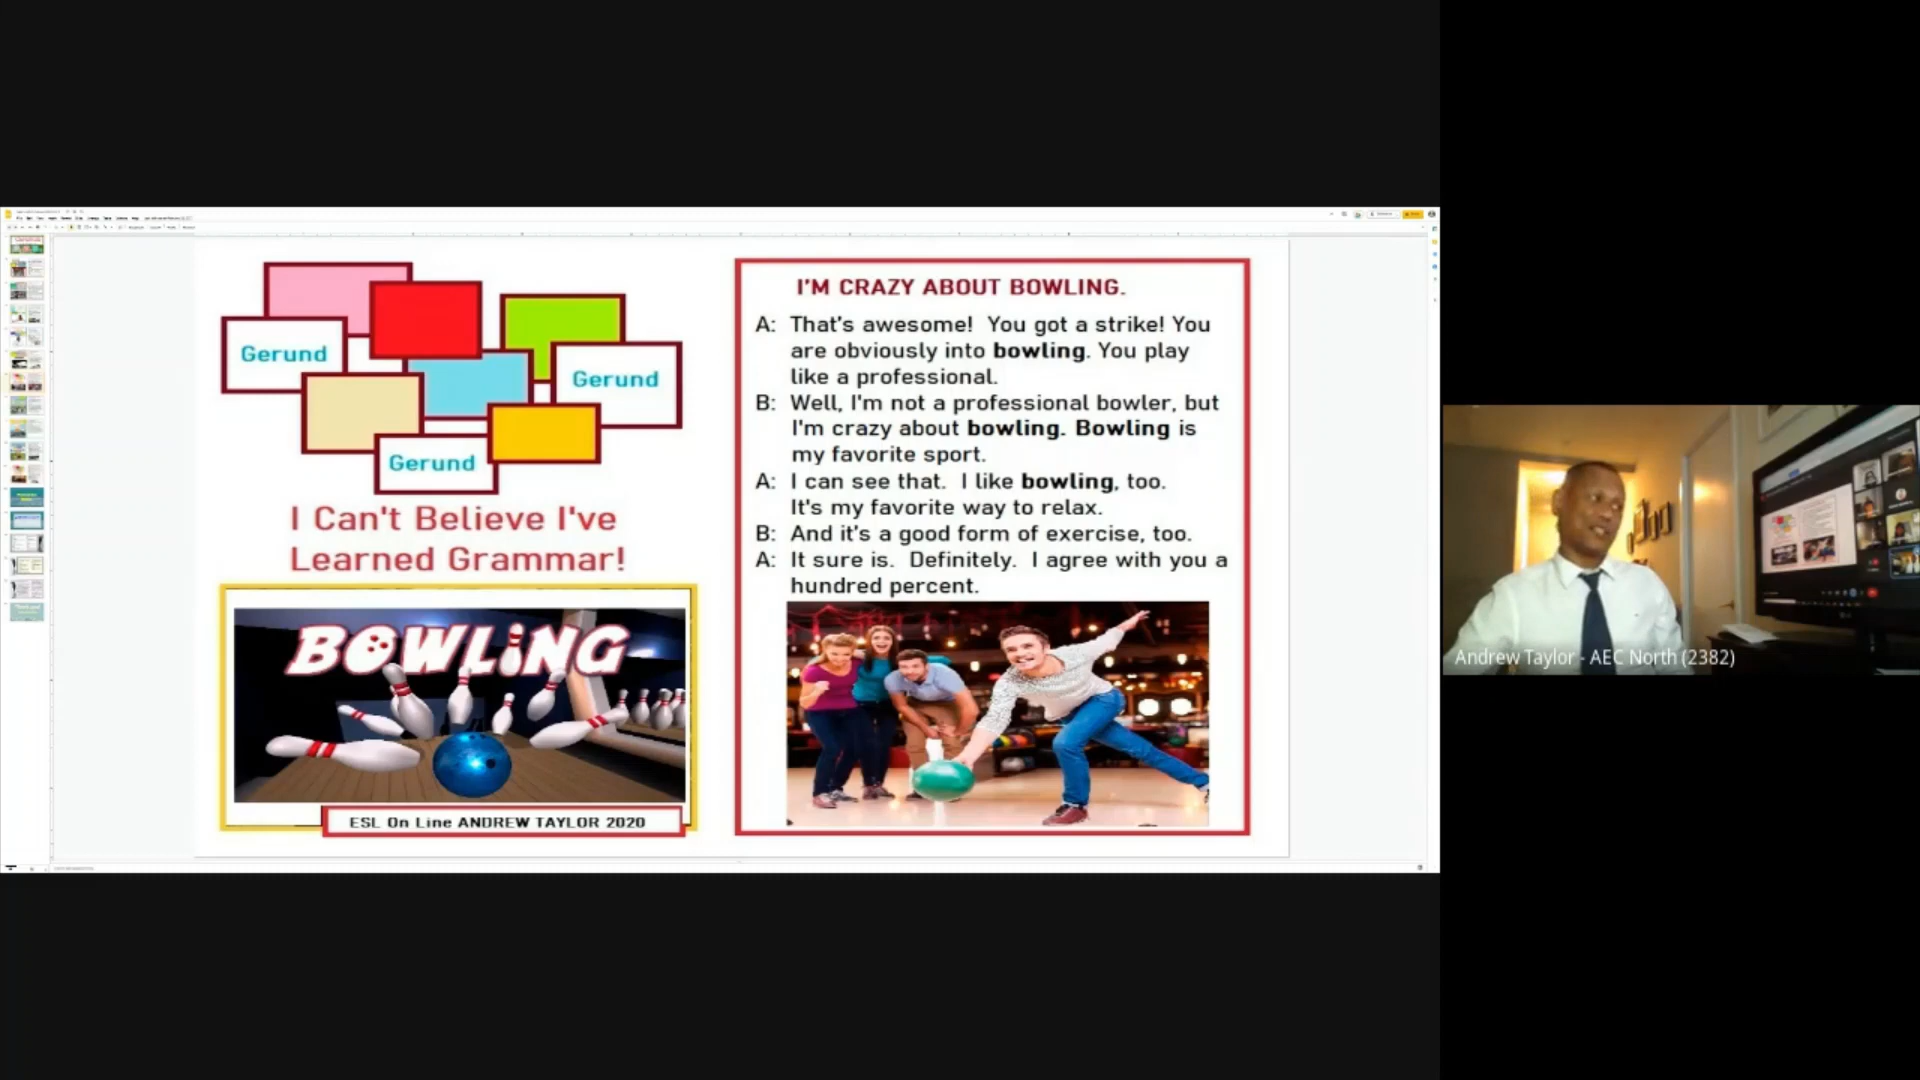 Gerund
Gerund
Gerund
I Can't Believe I've
Learned Grammar!
BOWLiNG
ESL On Line ANDREW TAYLOR 2020
I'M CRAZY ABOUT BOWLING.
A: That's awesome! You got a strike! You
are obviously into bowling. You play
like a professional.
B: Well, I'm not a professional bowler, but
I'm crazy about bowling. Bowling is
my favorite sport.
A: I can see that. I like bowling, too.
It's my favorite way to relax.
B: And it's a good form of exercise, too.
A: It sure is. Definitely. I agree with you a
hundred percent.
Andrew Taylor - AEC North (2382)